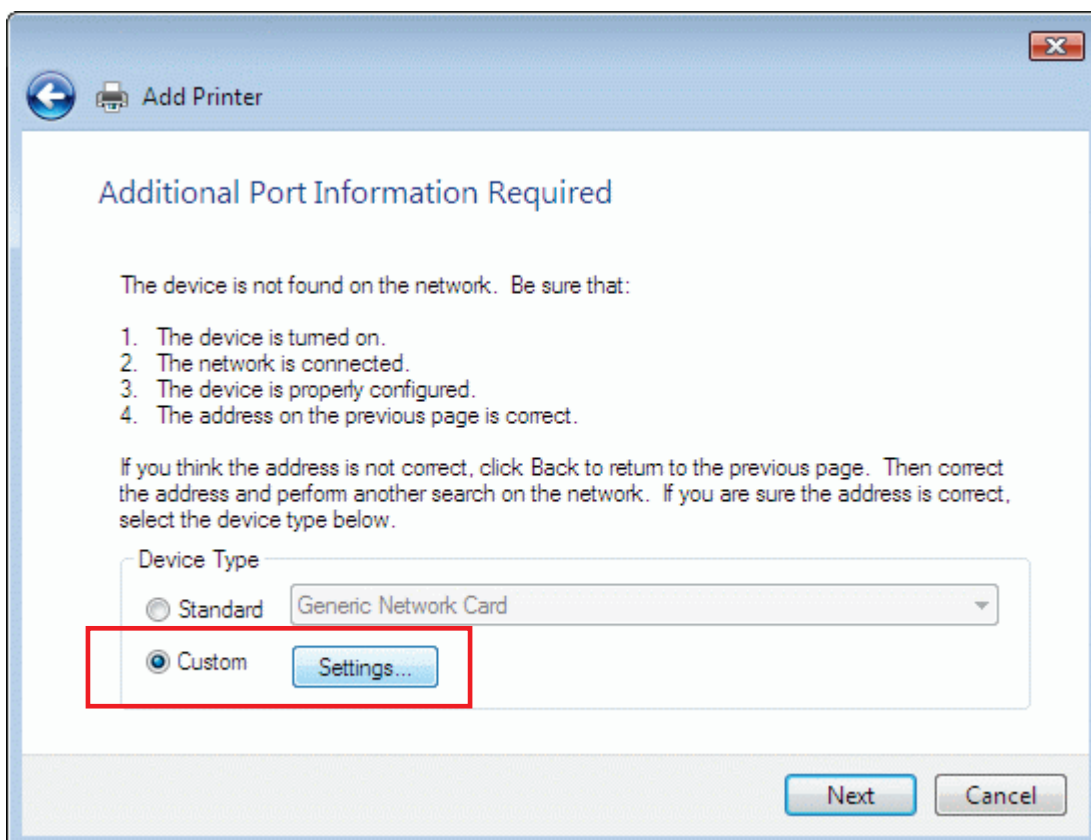 Add Printer
Additional Port Information Required
The device is not found on the network. Be sure that:
1. The device is turned on.
2. The network is connected.
3. The device is properly configured.
4. The address on the previous page is correct.
If you think the address is not correct, click Back to return to the previous page. Then correct
the address and perform another search on the network. If you are sure the address is correct,
select the device type below.
Device Type
Standard Generic Network Card
Custom Settings...
Next Cancel